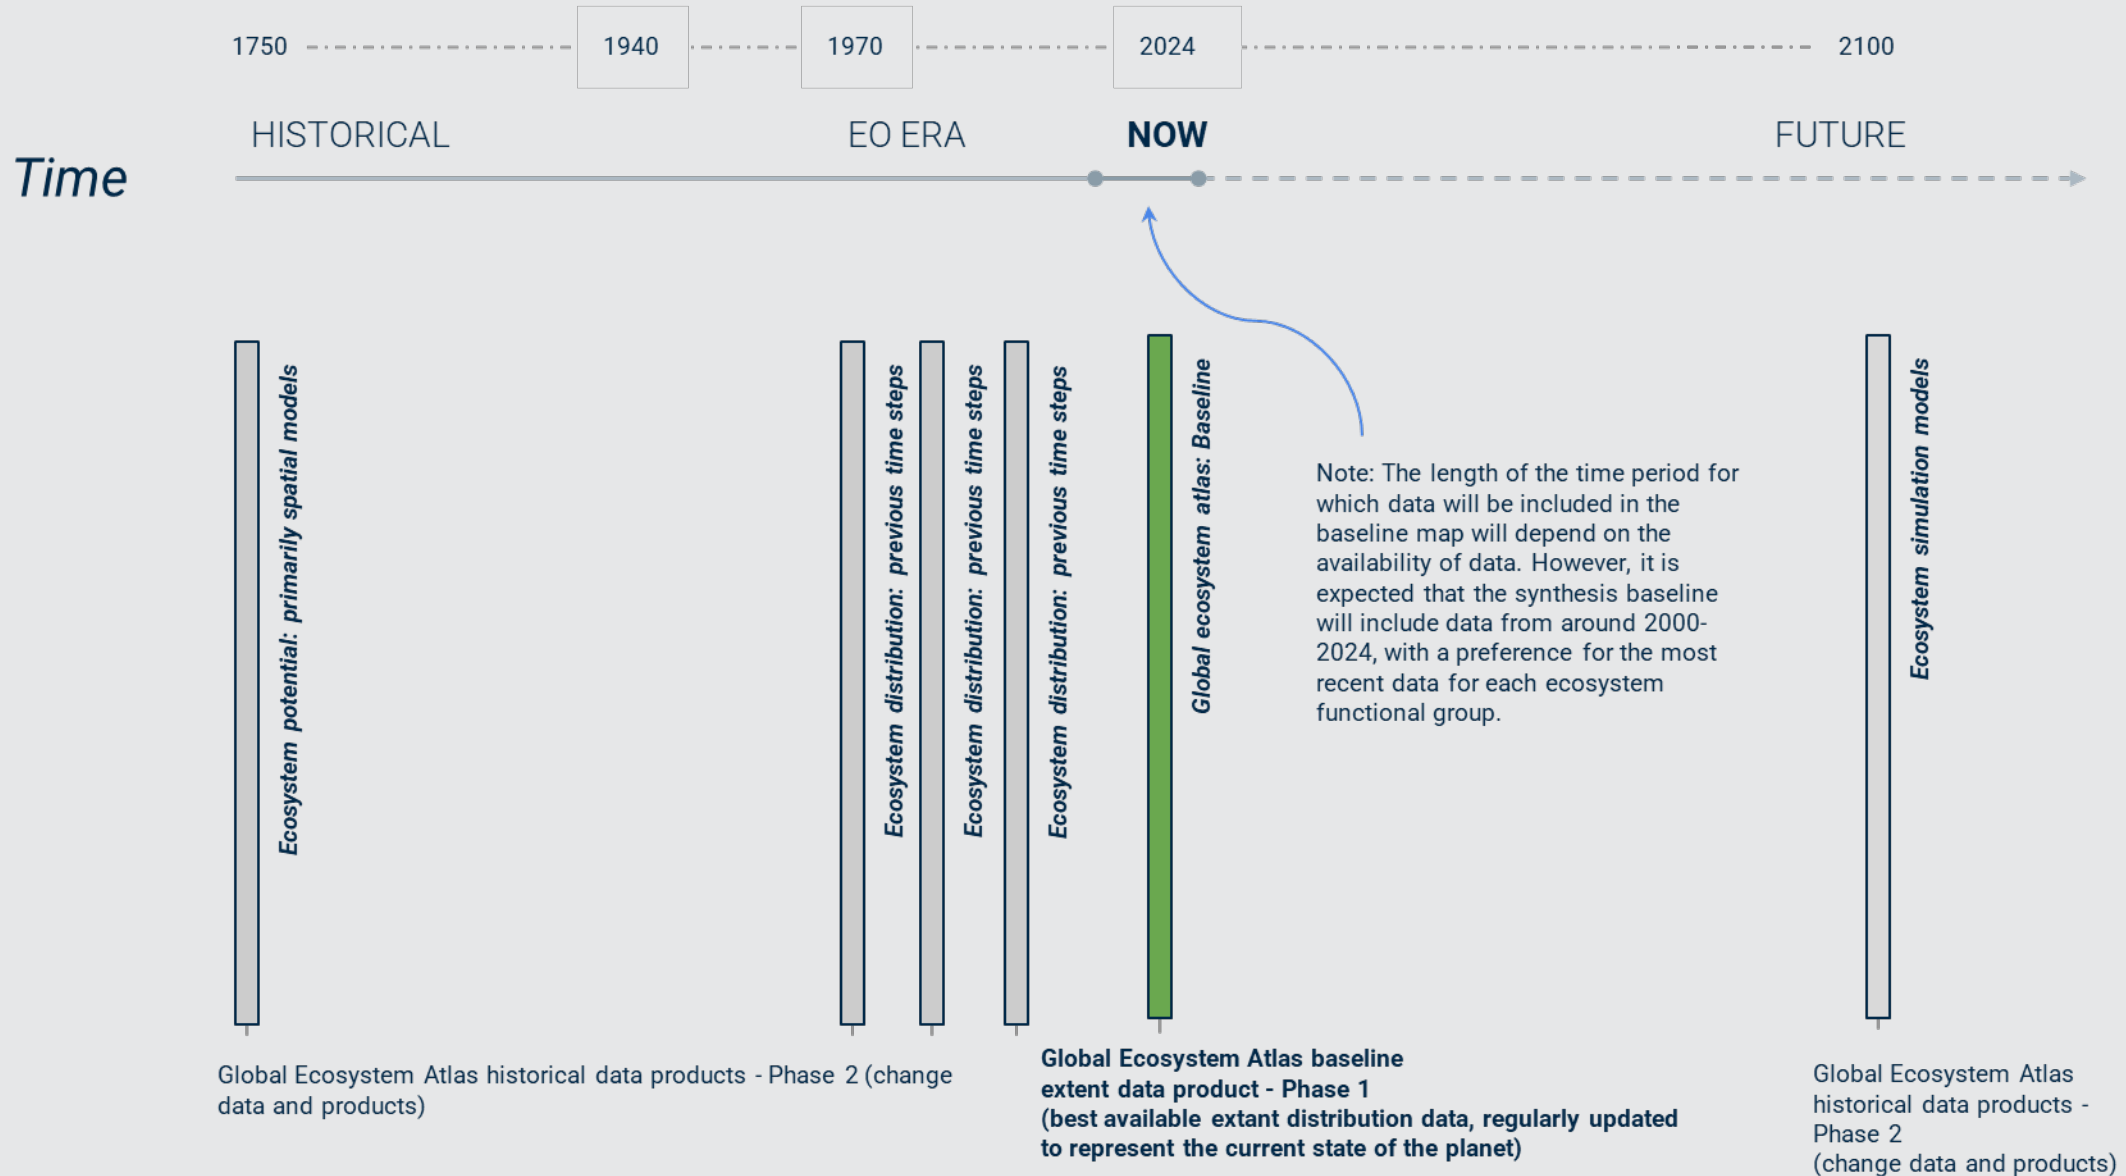 1750
1940
1970
2024
2100
HISTORICAL
EO ERA
NOW
FUTURE
Time
Ecosystem potential: primarily spatial models
Ecosystem distribution: previous time steps
Ecosystem distribution: previous time steps
Ecosystem distribution: previous time steps
Global ecosystem atlas: Baseline
Note: The length of the time period for
which data will be included in the
baseline map will depend on the
availability of data. However, it is
expected that the synthesis baseline
will include data from around 2000-
2024, with a preference for the most
recent data for each ecosystem
functional group.
Ecosystem simulation models
Global Ecosystem Atlas historical data products - Phase 2 (change
data and products)
Global Ecosystem Atlas baseline
extent data product - Phase 1
(best available extant distribution data, regularly updated
to represent the current state of the planet)
Global Ecosystem Atlas
historical data products -
Phase 2
(change data and products)